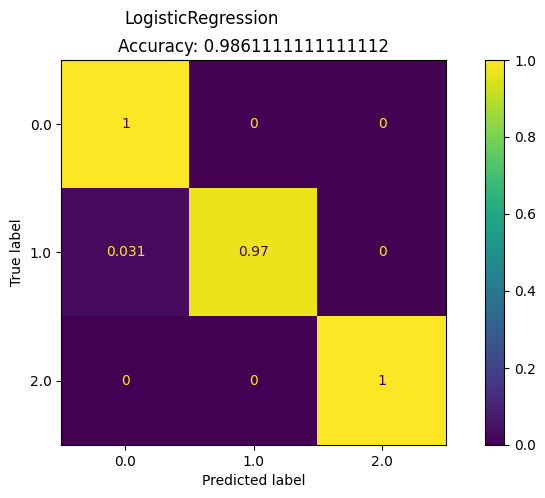 LogisticRegression
Accuracy: 0.9861111111111112
1.0
0.0 1 0 0
0.8
0.6
True label
1.0 0.031 0.97 0
0.4
0.2
2.0 0 0 1
0.0
0.0 1.0 2.0
Predicted label